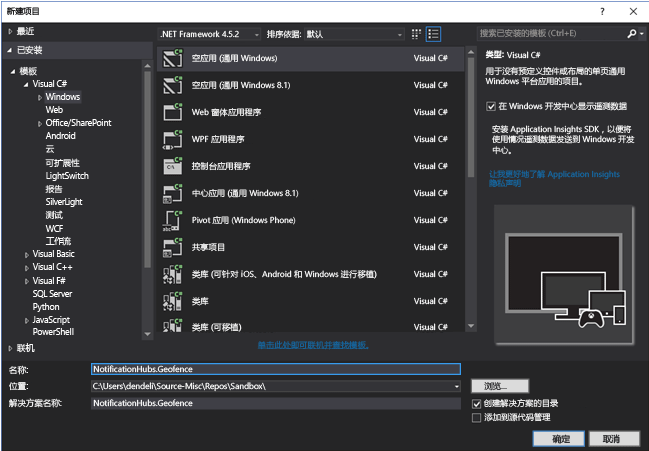 新建项目
? ×
最近
已安装
模板
Visual C#
Windows
Web
Office/SharePoint
Android
云
可扩展性
LightSwitch
报告
SilverLight
测试
WCF
工作流
Visual Basic
Visual C++
Visual F#
SQL Server
Python
JavaScript
PowerShell
联机
.NET Framework 4.5.2 排序依据: 默认
空应用 (通用 Windows) Visual C#
空应用 (通用 Windows 8.1) Visual C#
Web 窗体应用程序 Visual C#
WPF 应用程序 Visual C#
控制台应用程序 Visual C#
中心应用 (通用 Windows 8.1) Visual C#
Pivot 应用 (Windows Phone) Visual C#
共享项目 Visual C#
类库 (可针对 iOS、Android 和 Windows 进行移植) Visual C#
类库 Visual C#
类库 (可移植) Visual C#
单击此处即可联机并查找模板。
搜索已安装的模板 (Ctrl+E)
类型: Visual C#
用于没有预定义控件或布局的单页通用
Windows 平台应用的项目。
在 Windows 开发中心显示遥测数据
安装 Application Insights SDK，以便将
使用情况遥测数据发送到 Windows 开发
中心。
让我更好地了解 Application Insights
隐私声明
名称: NotificationHubs.Geofence
位置: C:\Users\dendeli\Source-Misc\Repos\Sandbox\ 浏览...
解决方案名称: NotificationHubs.Geofence
创建解决方案的目录
添加到源代码管理
确定 取消